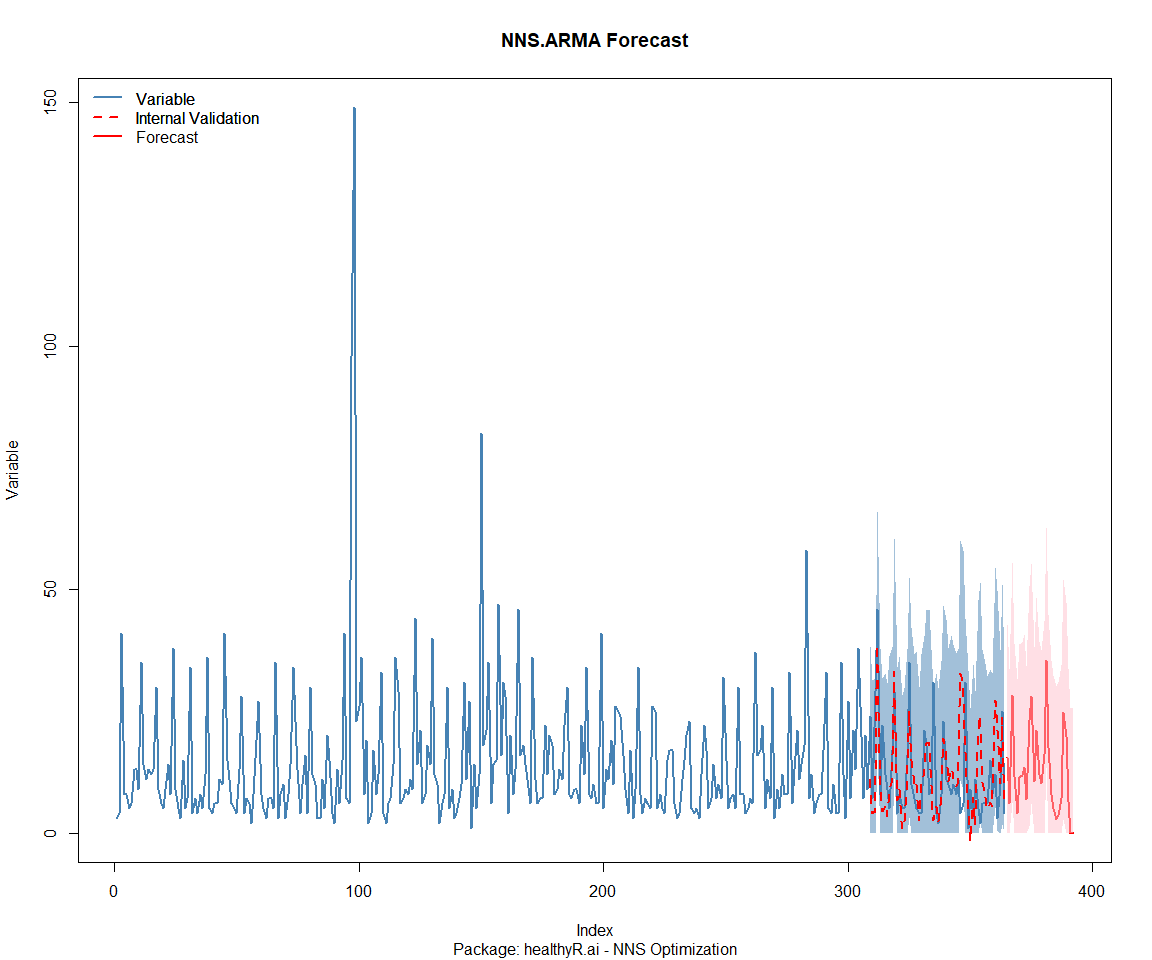 NNS.ARMA Forecast
Variable
Internal Validation
Forecast
Variable
150
100
50
0
0
100
200
300
400
Index
Package: healthyR.ai - NNS Optimization